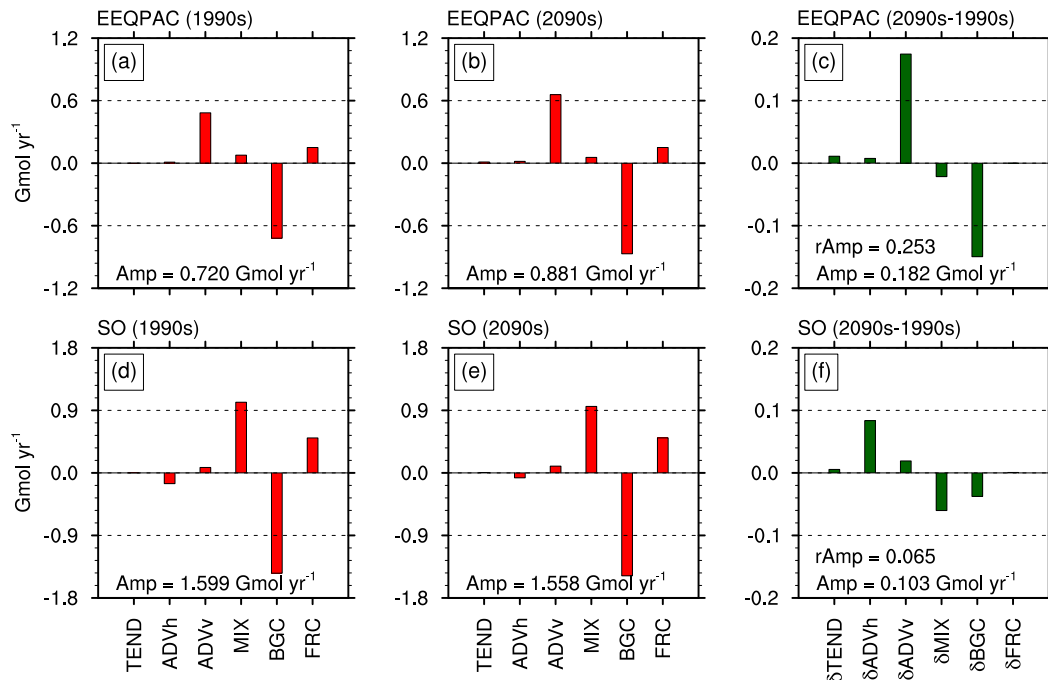 EEQPAC (1990s)
EEQPAC (2090s)
EEQPAC (2090s-1990s)
(a)
(b)
(c)
1.2
0.6
0.0
-0.6
-1.2
1.2
0.6
0.0
-0.6
-1.2
0.2
0.1
0.0
-0.1
-0.2
Gmol yr⁻¹
Amp = 0.720 Gmol yr⁻¹
Amp = 0.881 Gmol yr⁻¹
rAmp = 0.253
Amp = 0.182 Gmol yr⁻¹
SO (1990s)
SO (2090s)
SO (2090s-1990s)
(d)
(e)
(f)
1.8
0.9
0.0
-0.9
-1.8
1.8
0.9
0.0
-0.9
-1.8
0.2
0.1
0.0
-0.1
-0.2
Gmol yr⁻¹
Amp = 1.599 Gmol yr⁻¹
Amp = 1.558 Gmol yr⁻¹
rAmp = 0.065
Amp = 0.103 Gmol yr⁻¹
TEND
ADVh
ADVv
MIX
BGC
FRC
TEND
ADVh
ADVv
MIX
BGC
FRC
δTEND
δADVh
δADVv
δMIX
δBGC
δFRC